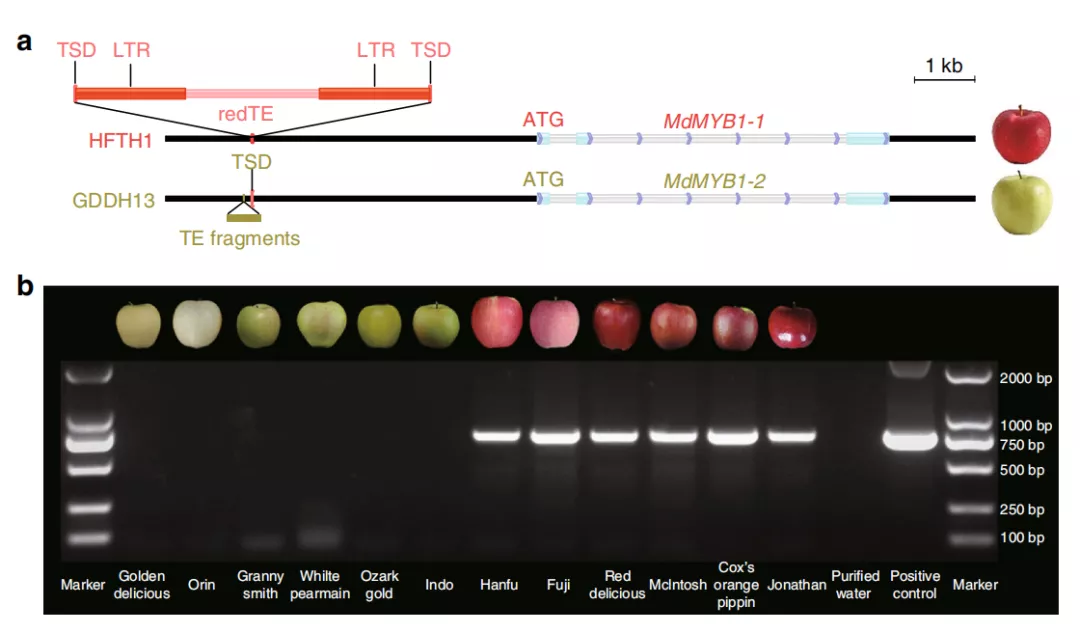 a
TSD LTR LTR TSD
1 kb
redTE
HFTH1
ATG
MdMYB1-1
TSD
GDDH13
ATG
MdMYB1-2
TE fragments
b
2000 bp
1000 bp
750 bp
500 bp
250 bp
100 bp
Marker
Golden
delicious
Orin
Granny
smith
Whilte
pearmain
Ozark
gold
Indo
Hanfu
Fuji
Red
delicious
McIntosh
Cox's
orange
pippin
Jonathan
Purified
water
Positive
control
Marker